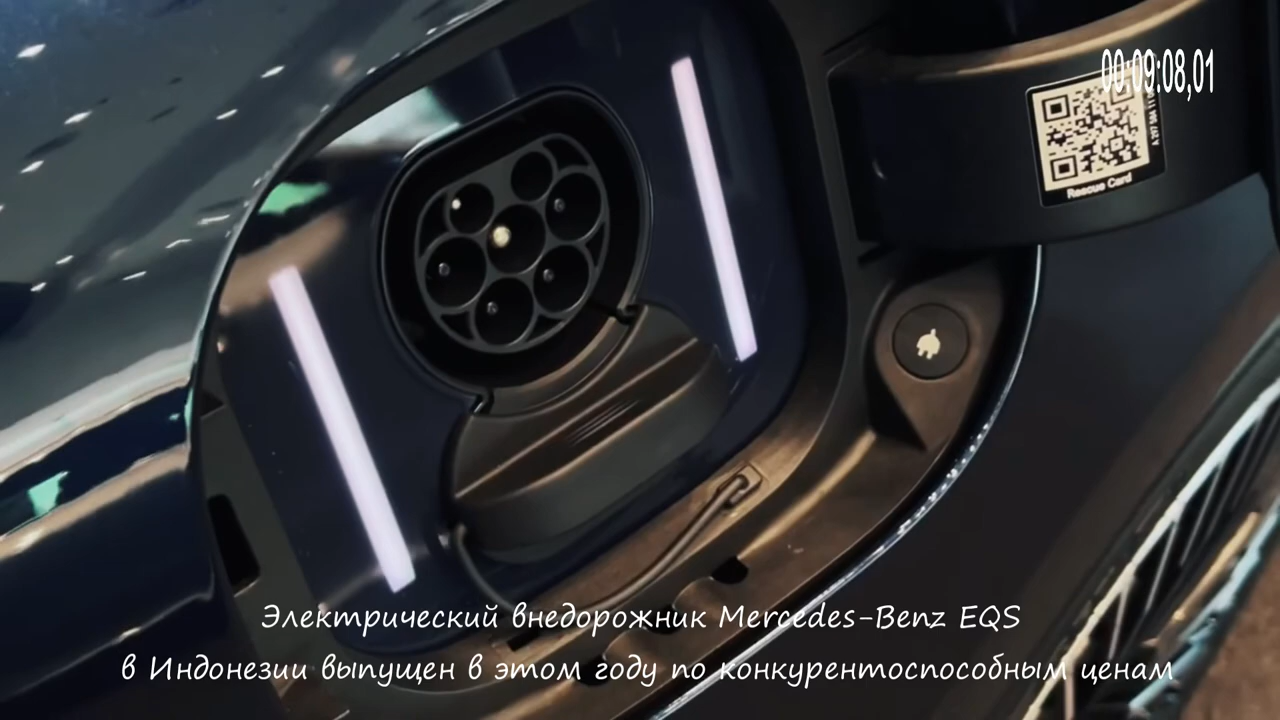 00:09:08,01
Rescue Card
Электрический внедорожник Mercedes-Benz EQS
в Индонезии выпущен в этом году по конкурентоспособным ценам